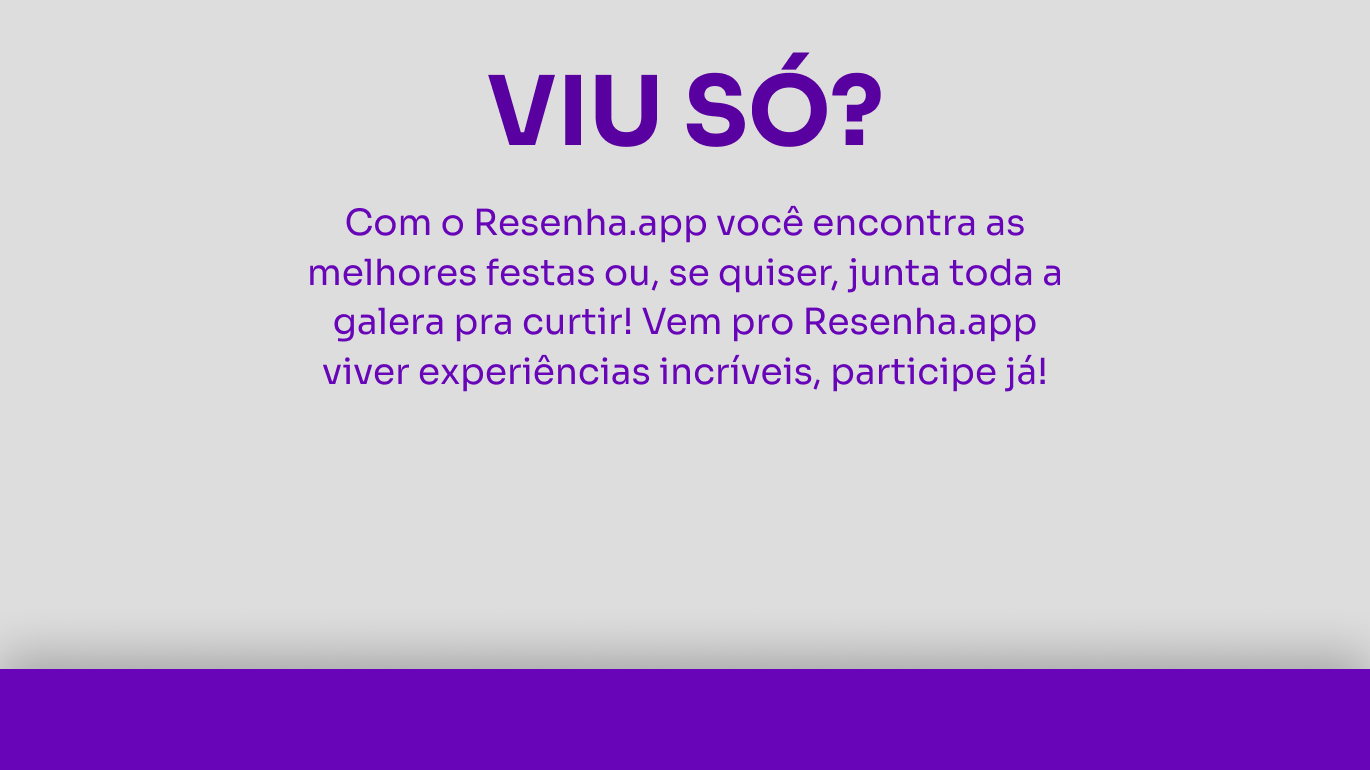 VIU SÓ?
Com o Resenha.app você encontra as
melhores festas ou, se quiser, junta toda a
galera pra curtir! Vem pro Resenha.app
viver experiências incríveis, participe já!